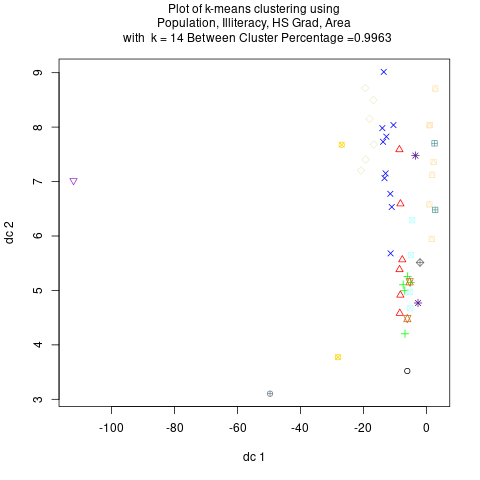 Plot of k-means clustering using
Population, Illiteracy, HS Grad, Area
with k = 14 Between Cluster Percentage =0.9963
dc 2
9
8
7
6
5
4
3
-100
-80
-60
-40
-20
0
dc 1